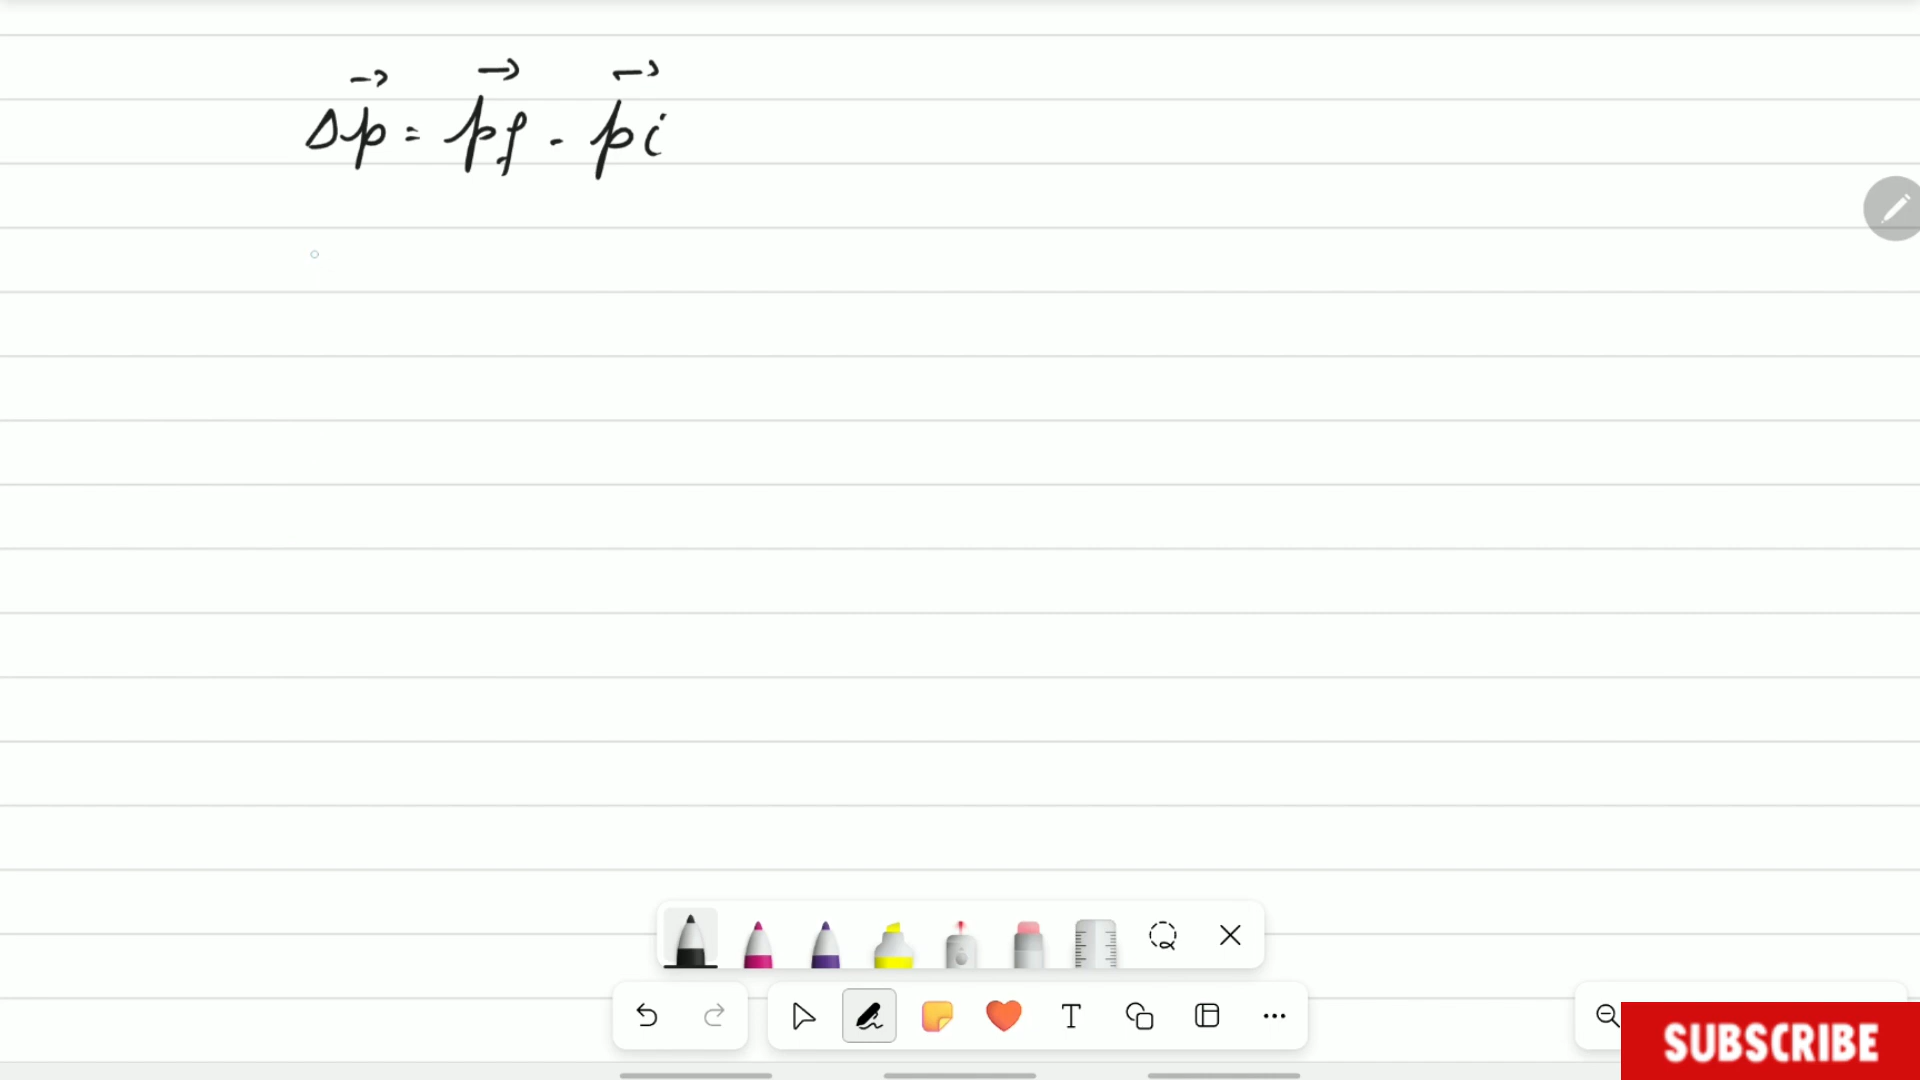 Δp⃗ = p⃗f - p⃗i
T
SUBSCRIBE